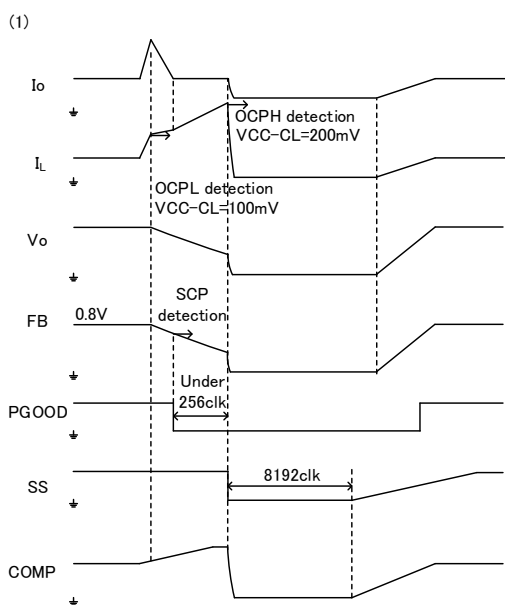 (1)
Io
OCPH detection
VCC-CL=200mV
IL
OCPL detection
VCC-CL=100mV
Vo
SCP
detection
0.8V
FB
Under
256clk
PGOOD
8192clk
SS
COMP